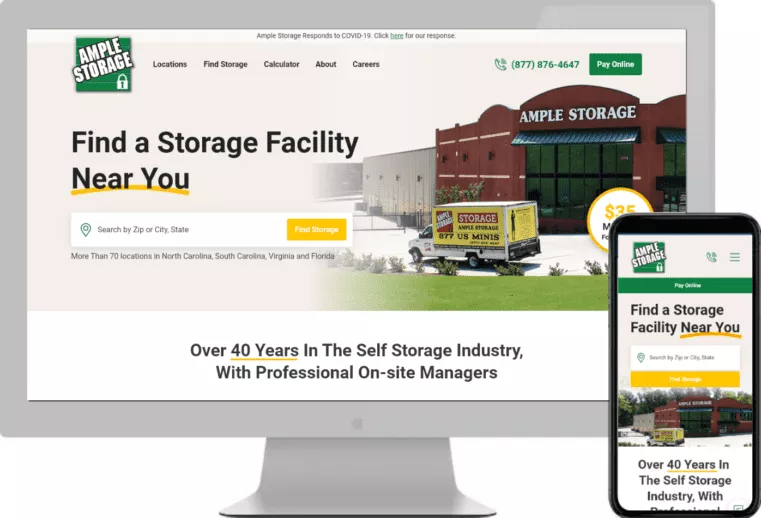 Ample Storage Responds to COVID-19. Click here for our response.
AMPLE
STORAGE
Locations Find Storage Calculator About Careers
(877) 876-4647 Pay Online
Find a Storage Facility
Near You
Search by Zip or City, State Find Storage
More Than 70 locations in North Carolina, South Carolina, Virginia and Florida
AMPLE STORAGE
STORAGE
AMPLE STORAGE
877 US MINIS
$35
Over 40 Years In The Self Storage Industry,
With Professional On-site Managers
AMPLE
STORAGE
Pay Online
Find a Storage
Facility Near You
Search by Zip or City, State
Find Storage
AMPLE STORAGE
Over 40 Years In
The Self Storage
Industry, With
Professional